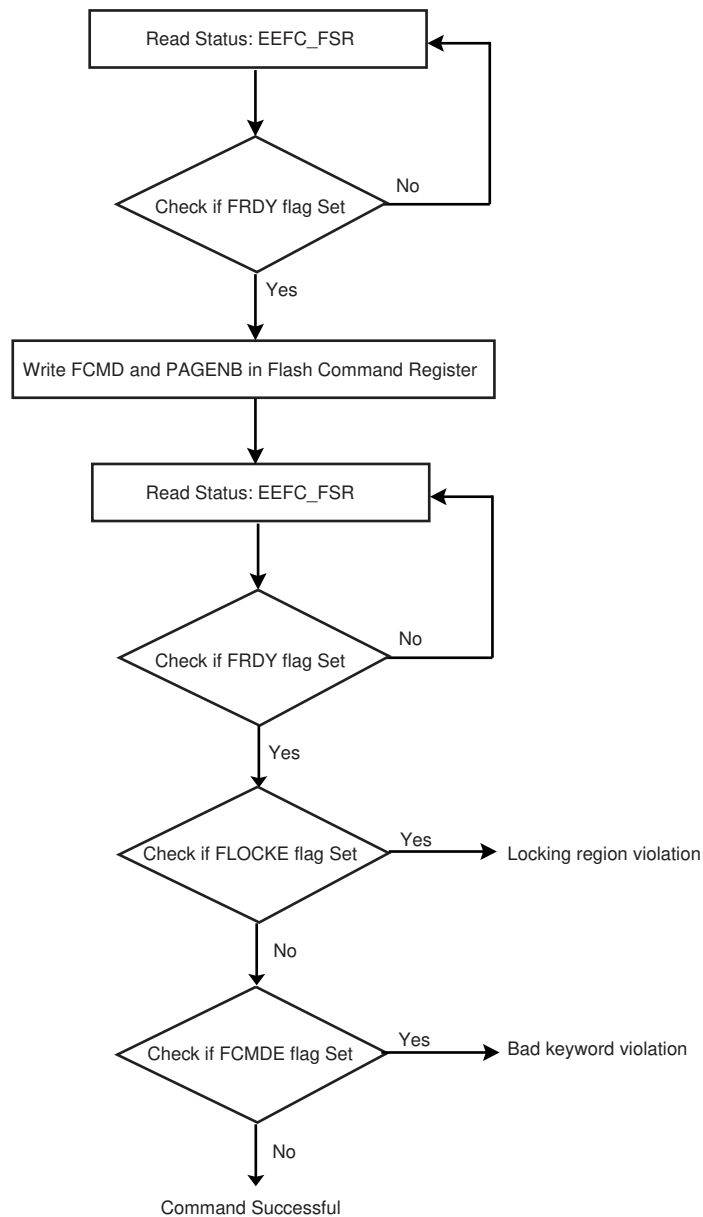 Read Status: EEFC_FSR
No
Check if FRDY flag Set
Yes
Write FCMD and PAGENB in Flash Command Register
Read Status: EEFC_FSR
No
Check if FRDY flag Set
Yes
Check if FLOCKE flag Set
Yes
Locking region violation
No
Check if FCMDE flag Set
Yes
Bad keyword violation
No
Command Successful